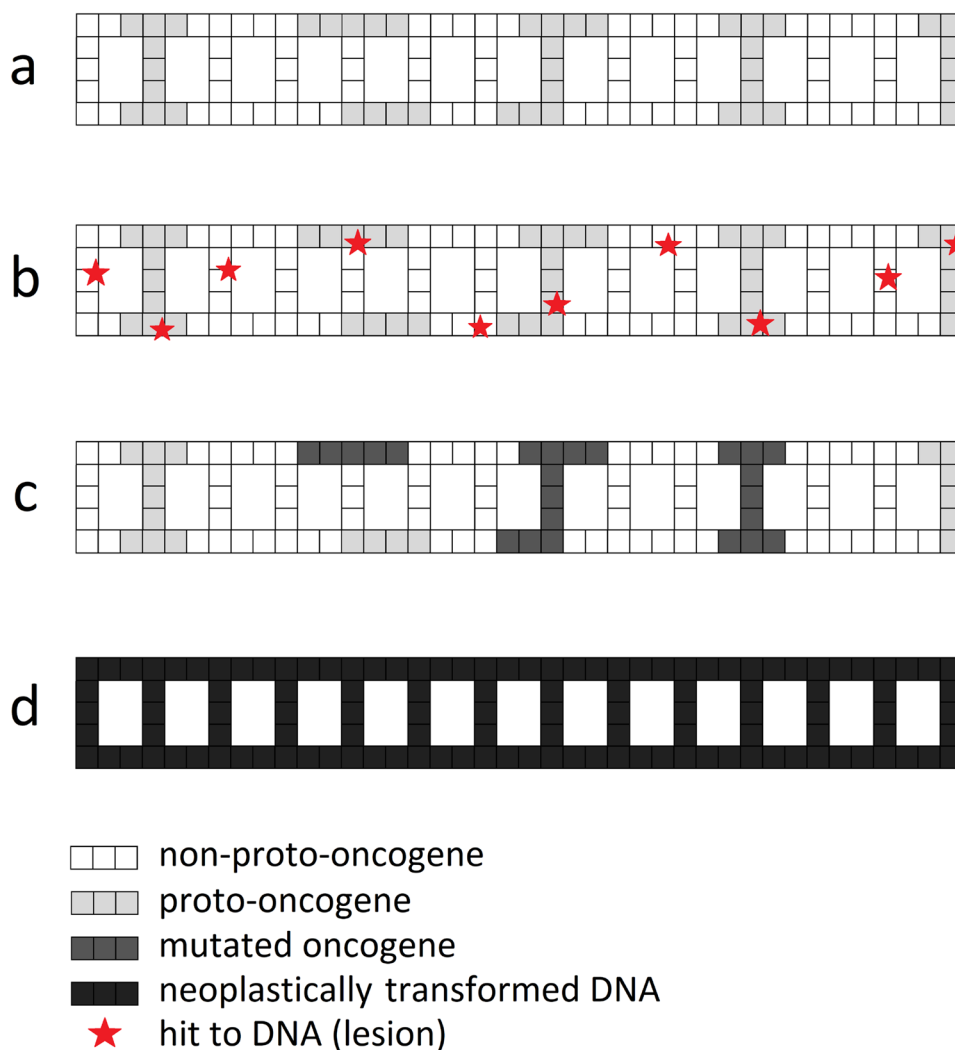 a
b
c
d
non-proto-oncogene
proto-oncogene
mutated oncogene
neoplastically transformed DNA
hit to DNA (lesion)